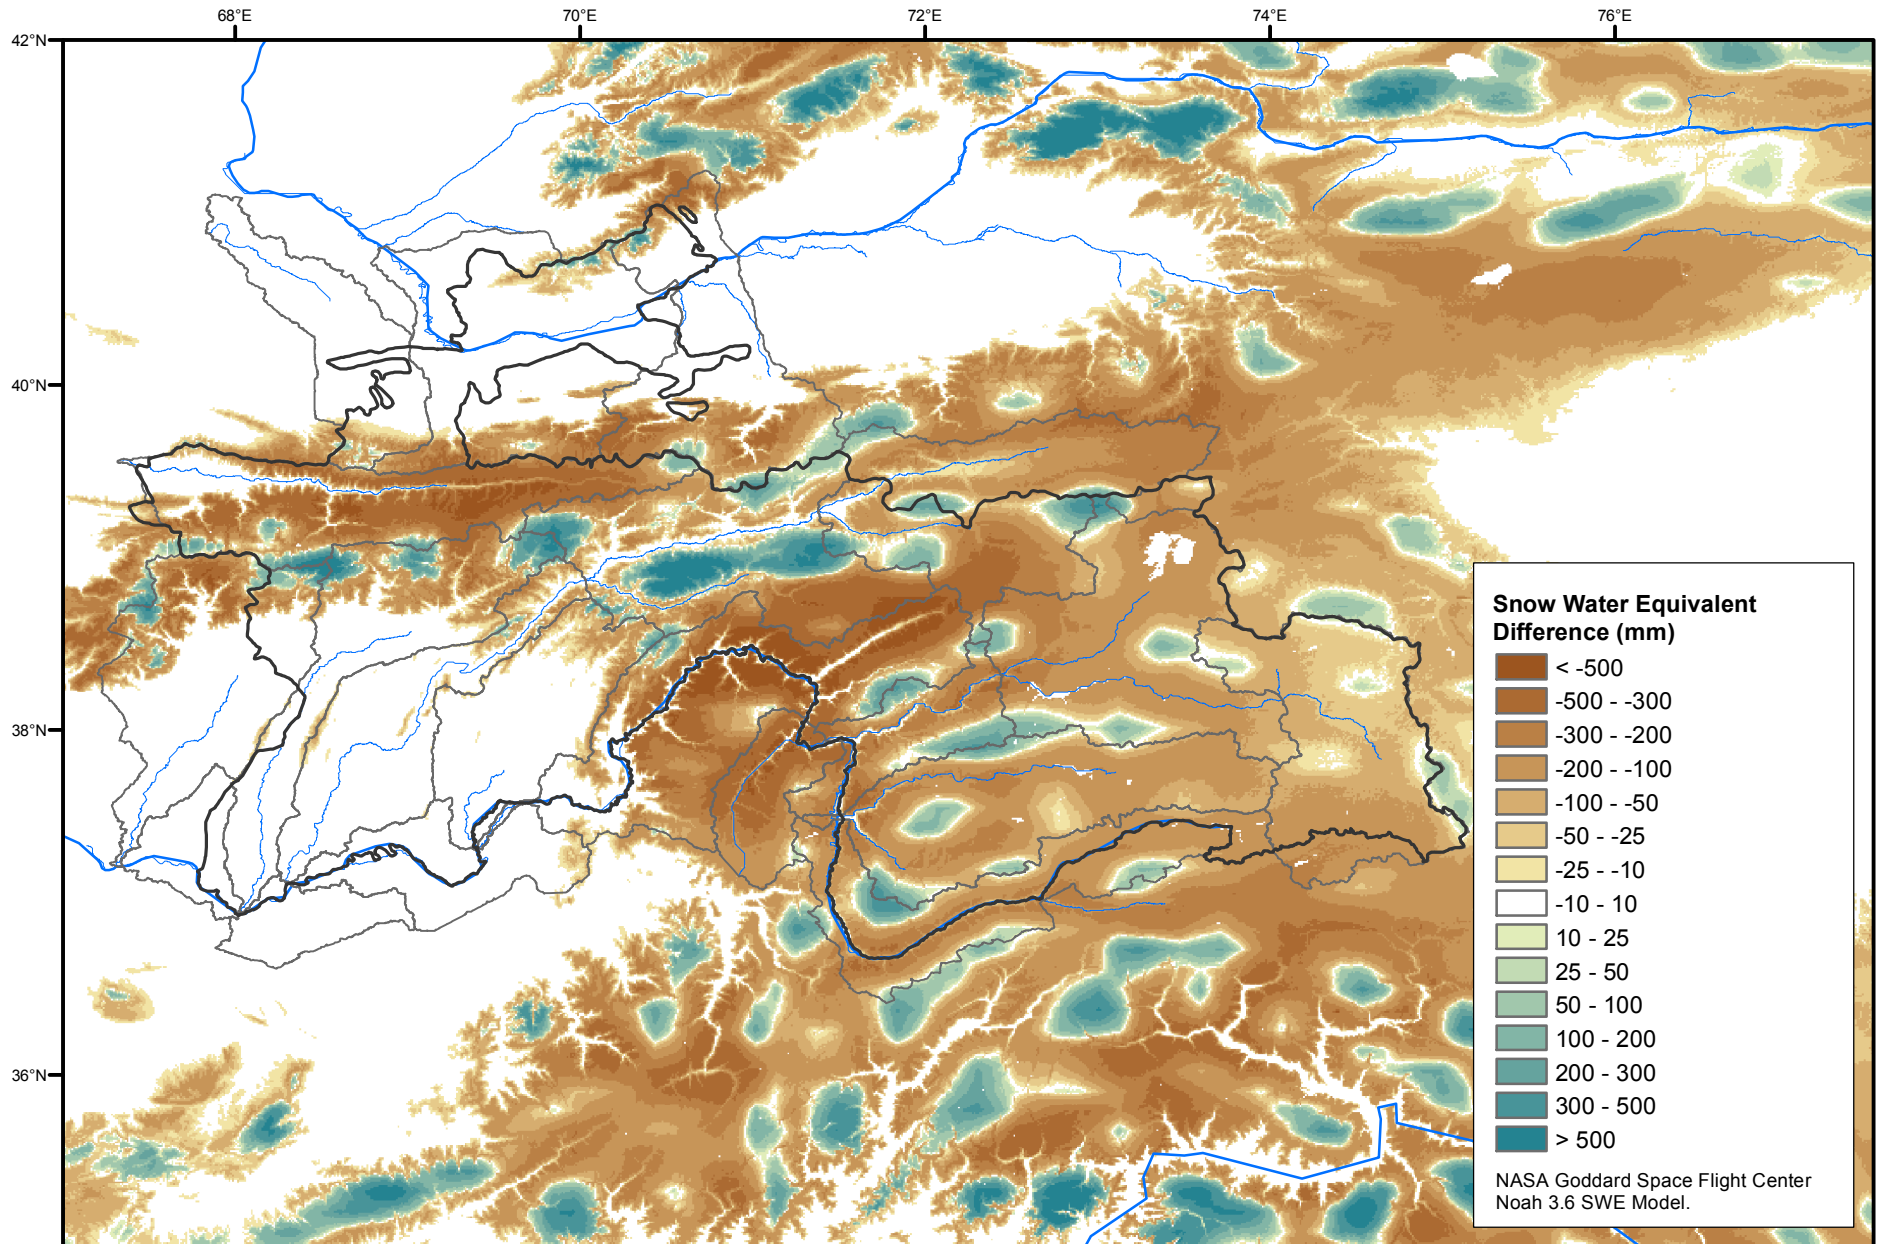 68°E
70°E
72°E
74°E
76°E
42°N
40°N
38°N
36°N
Snow Water Equivalent
Difference (mm)
< -500
-500 - -300
-300 - -200
-200 - -100
-100 - -50
-50 - -25
-25 - -10
-10 - 10
10 - 25
25 - 50
50 - 100
100 - 200
200 - 300
300 - 500
> 500
NASA Goddard Space Flight Center
Noah 3.6 SWE Model.